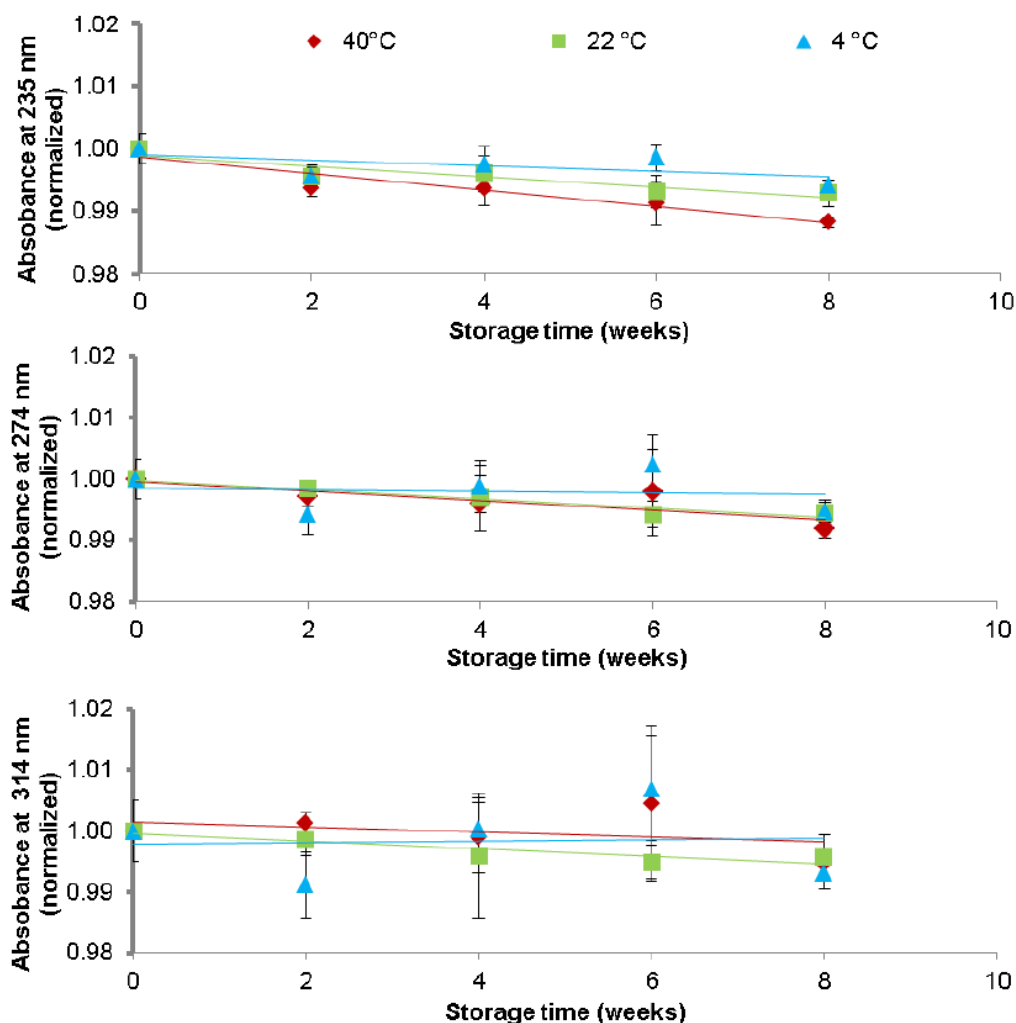 1.02
40°C 22 °C 4 °C
1.01
1.00
0.99
0.98
Absobance at 235 nm
(normalized)
0 2 4 6 8 10
Storage time (weeks)
1.02
1.01
1.00
0.99
0.98
Absobance at 274 nm
(normalized)
0 2 4 6 8 10
Storage time (weeks)
1.02
1.01
1.00
0.99
0.98
Absobance at 314 nm
(normalized)
0 2 4 6 8 10
Storage time (weeks)